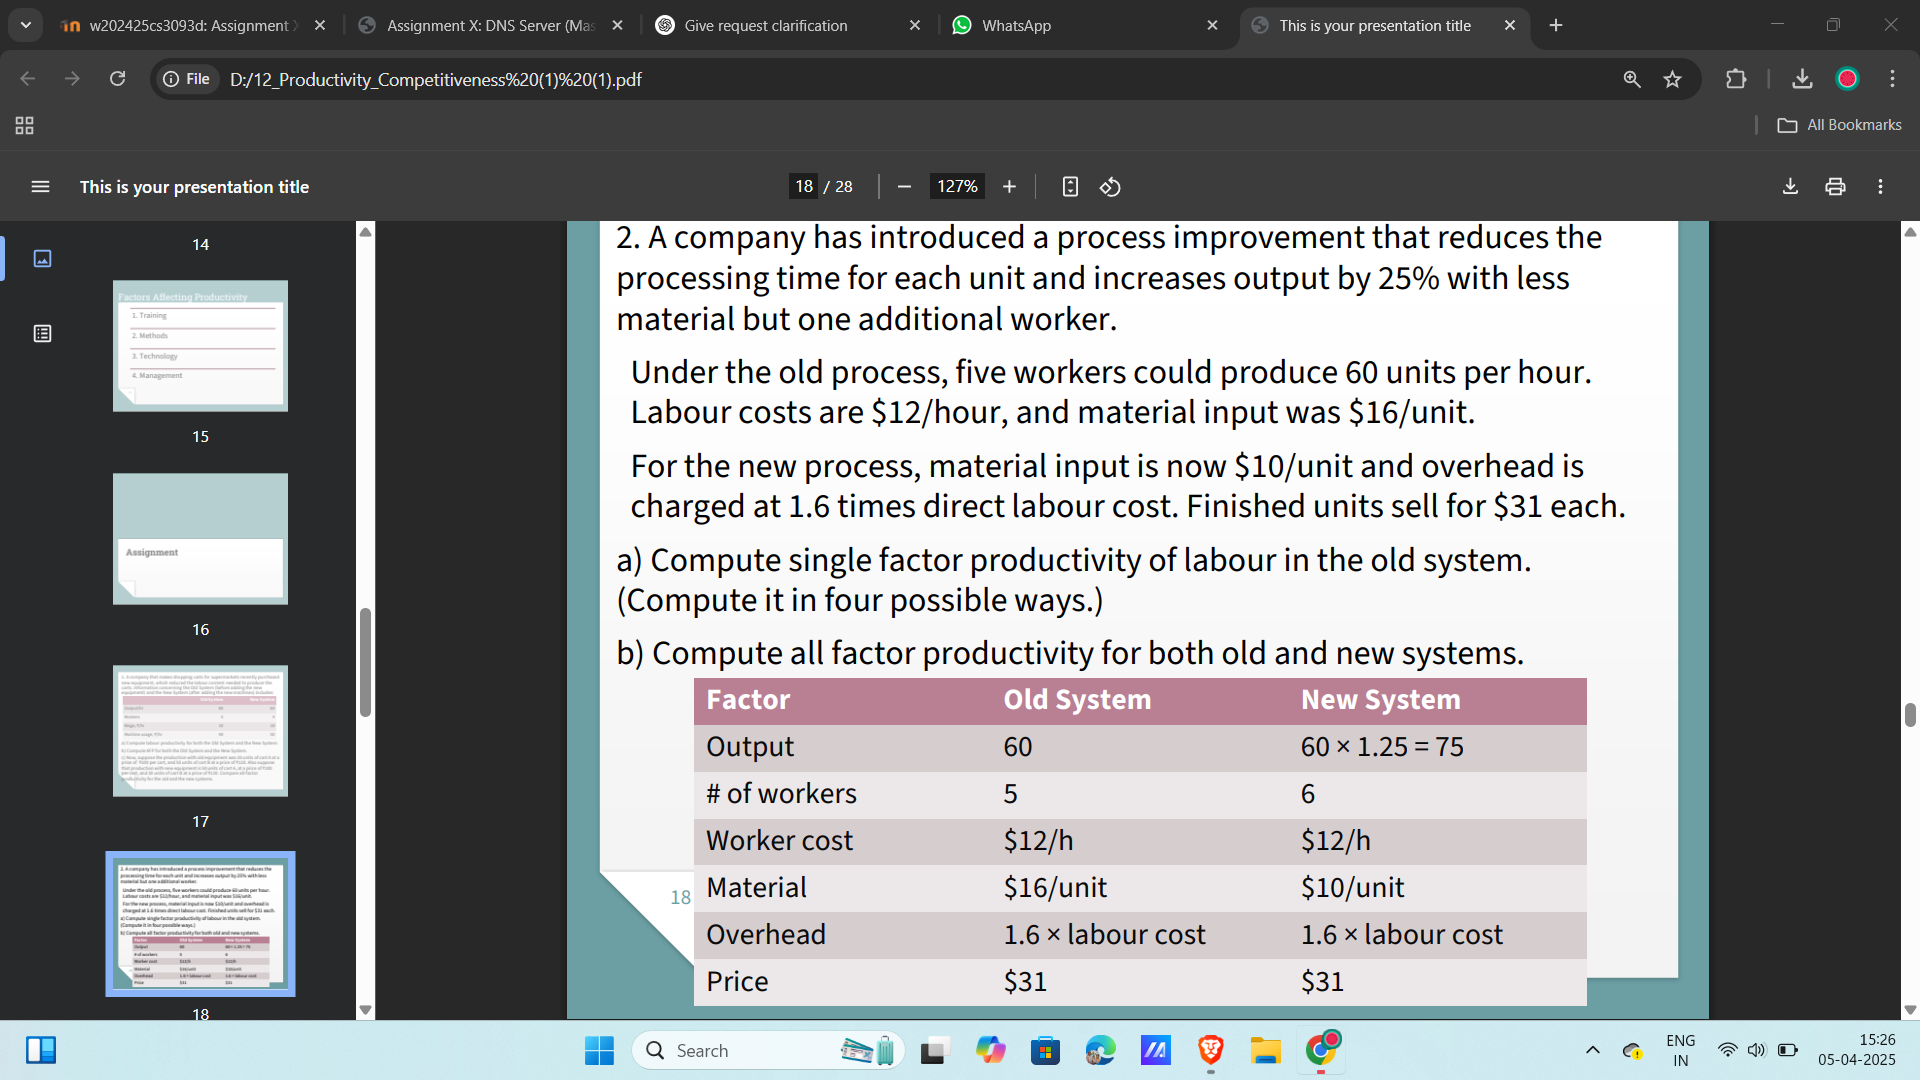 w202425cs3093d: Assignment X
Assignment X: DNS Server (Mas
Give request clarification
WhatsApp
This is your presentation title
File
D:/12_Productivity_Competitiveness%20(1)%20(1).pdf
All Bookmarks
This is your presentation title
18 / 28
127%
14
Factors Affecting Productivity
1. Training
2. Methods
3. Technology
4. Management
15
Assignment
16
17
18
2. A company has introduced a process improvement that reduces the
processing time for each unit and increases output by 25% with less
material but one additional worker.
Under the old process, five workers could produce 60 units per hour.
Labour costs are $12/hour, and material input was $16/unit.
For the new process, material input is now $10/unit and overhead is
charged at 1.6 times direct labour cost. Finished units sell for $31 each.
a) Compute single factor productivity of labour in the old system.
(Compute it in four possible ways.)
b) Compute all factor productivity for both old and new systems.
Factor Old System New System
Output 60 60 × 1.25 = 75
# of workers 5 6
Worker cost $12/h $12/h
Material $16/unit $10/unit
Overhead 1.6 × labour cost 1.6 × labour cost
Price $31 $31
18
Search
ENG
IN
15:26
05-04-2025